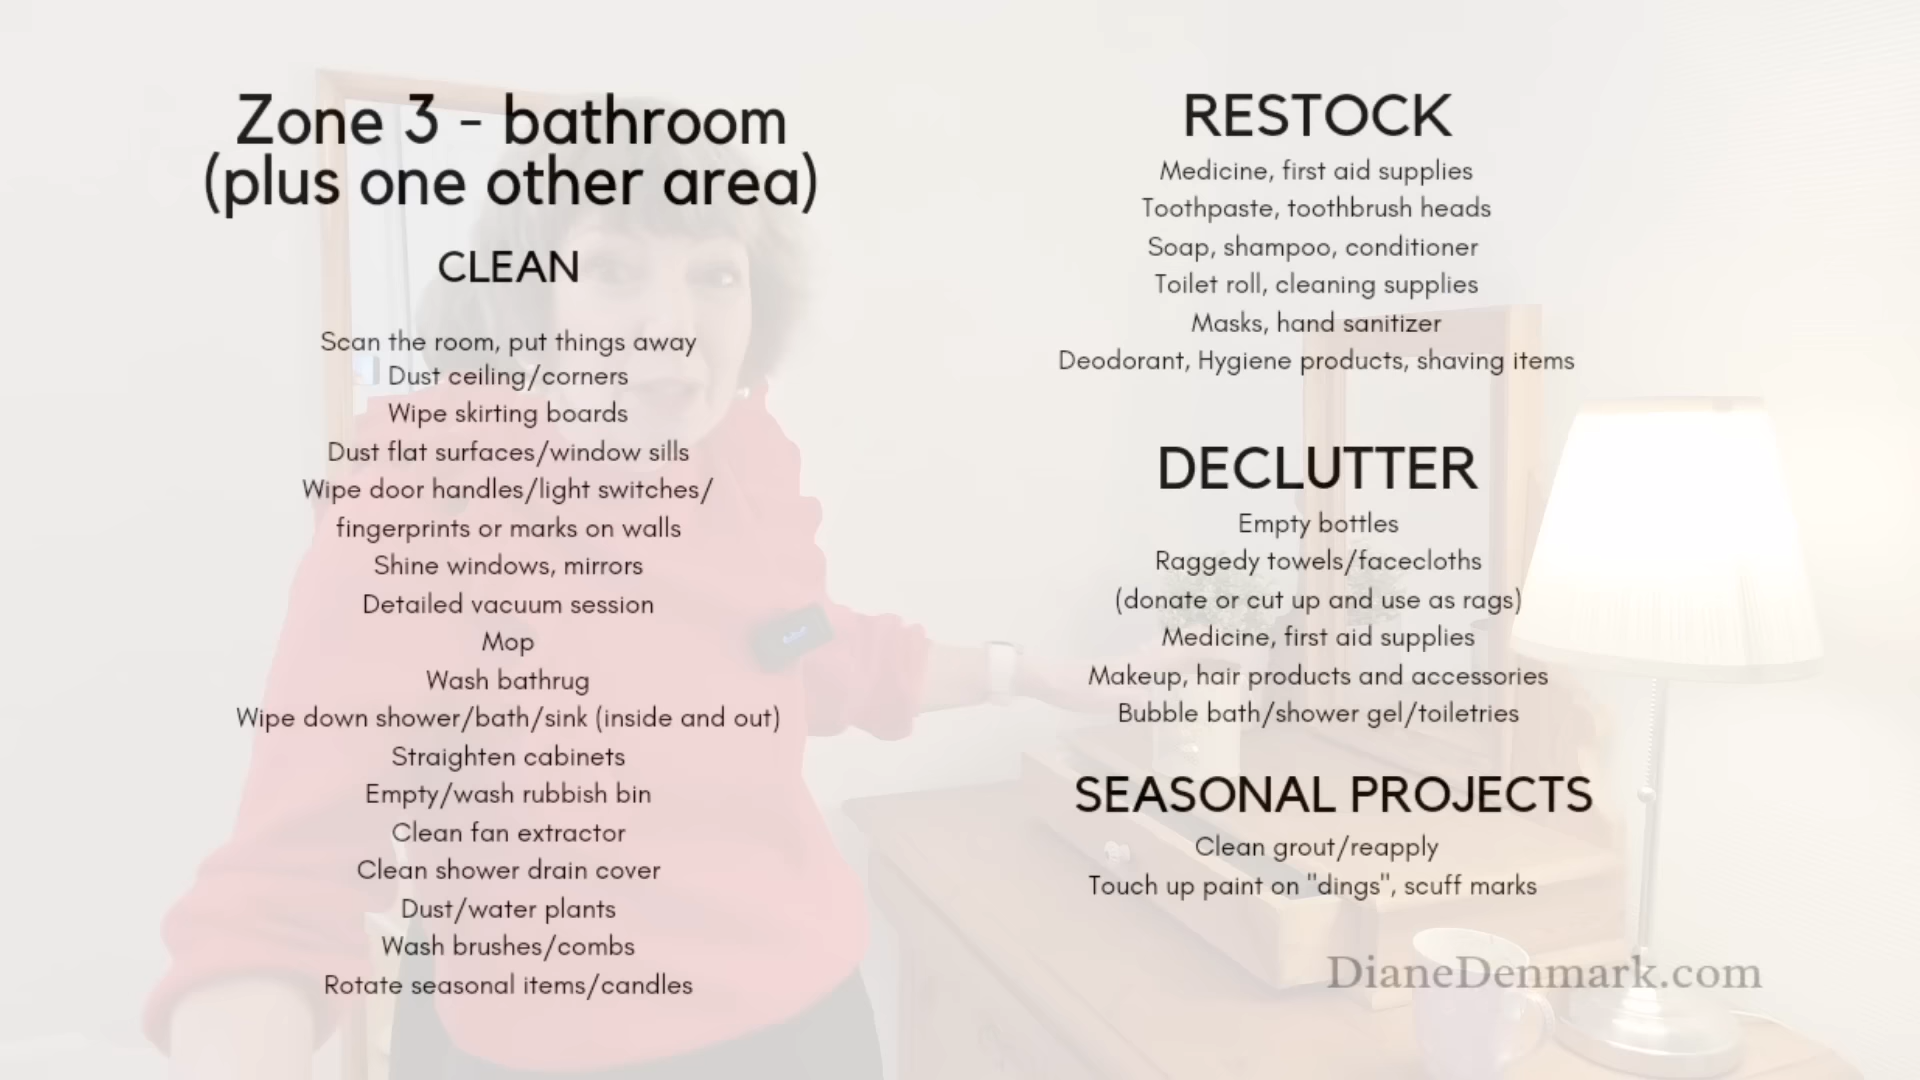 Zone 3 - bathroom
(plus one other area)
CLEAN
Scan the room, put things away
Dust ceiling/corners
Wipe skirting boards
Dust flat surfaces/window sills
Wipe door handles/light switches/
fingerprints or marks on walls
Shine windows, mirrors
Detailed vacuum session
Mop
Wash bathrug
Wipe down shower/bath/sink (inside and out)
Straighten cabinets
Empty/wash rubbish bin
Clean fan extractor
Clean shower drain cover
Dust/water plants
Wash brushes/combs
Rotate seasonal items/candles
RESTOCK
Medicine, first aid supplies
Toothpaste, toothbrush heads
Soap, shampoo, conditioner
Toilet roll, cleaning supplies
Masks, hand sanitizer
Deodorant, Hygiene products, shaving items
DECLUTTER
Empty bottles
Raggedy towels/facecloths
(donate or cut up and use as rags)
Medicine, first aid supplies
Makeup, hair products and accessories
Bubble bath/shower gel/toiletries
SEASONAL PROJECTS
Clean grout/reapply
Touch up paint on "dings", scuff marks
DianeDenmark.com